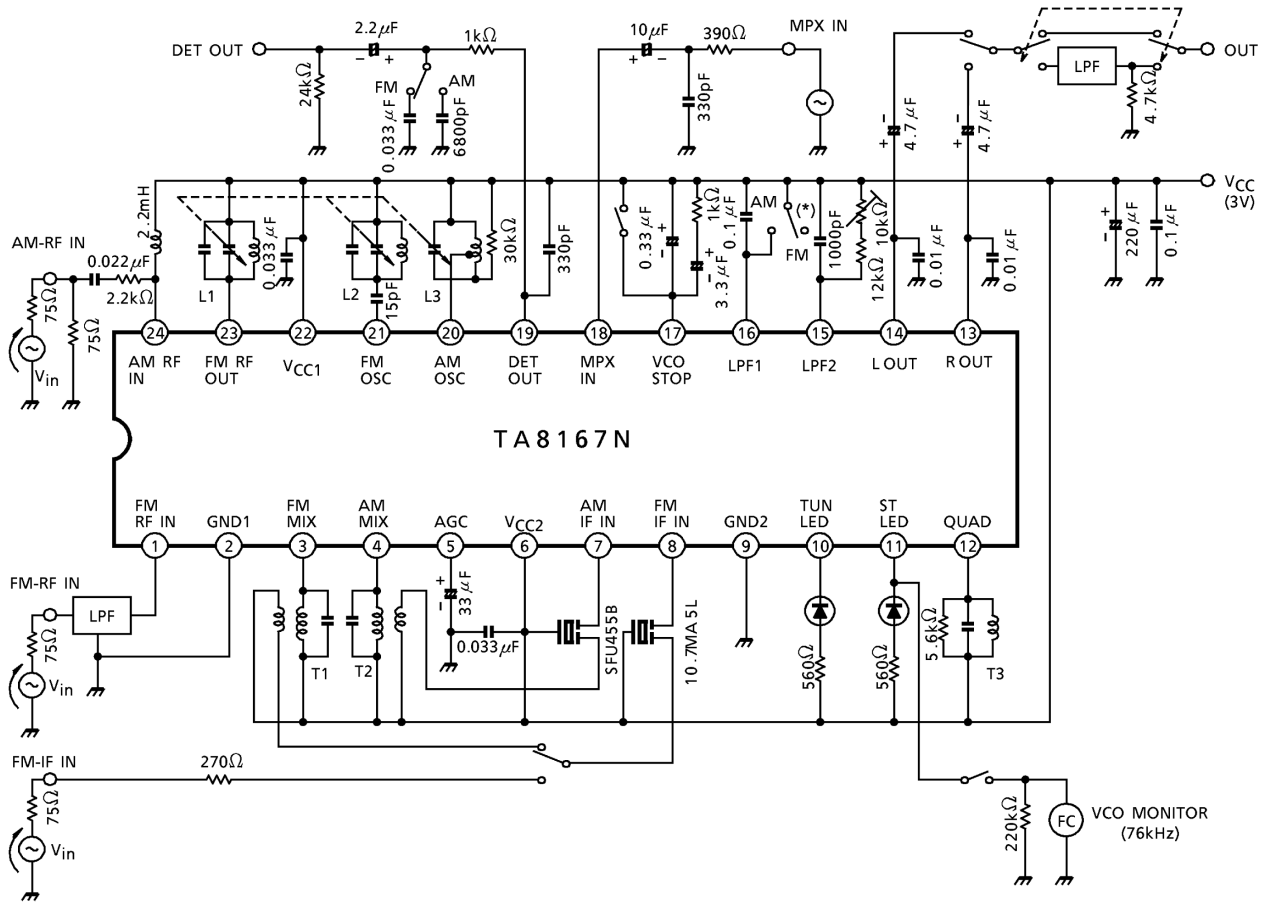 2.2μF
1kΩ
10μF
390Ω
MPX IN
DET OUT
− +
+ −
OUT
LPF
24kΩ
FM
AM
0.033μF
6800pF
330pF
4.7kΩ
−
+
4.7μF
−
+
4.7μF
VCC
(3V)
2.2mH
AM-RF IN
0.022μF
2.2kΩ
75Ω
75Ω
Vin
L1
0.033μF
L2
15pF
L3
30kΩ
330pF
0.33μF
+
−
1kΩ
+
−
3.3μF
0.1μF
AM
(*)
FM
1000pF
10kΩ
12kΩ
0.01μF
0.01μF
+
−
220μF
0.1μF
24
23
22
21
20
19
18
17
16
15
14
13
AM RF
IN
FM RF
OUT
VCC1
FM
OSC
AM
OSC
DET
OUT
MPX
IN
VCO
STOP
LPF1
LPF2
L OUT
R OUT
TA8167N
FM
RF IN
GND1
FM
MIX
AM
MIX
AGC
VCC2
AM
IF IN
FM
IF IN
GND2
TUN
LED
ST
LED
QUAD
1
2
3
4
5
6
7
8
9
10
11
12
FM-RF IN
LPF
75Ω
Vin
T1
T2
+
−
33μF
0.033μF
SFU455B
10.7MA5L
560Ω
560Ω
5.6kΩ
T3
FM-IF IN
270Ω
75Ω
Vin
220kΩ
FC
VCO MONITOR
(76kHz)